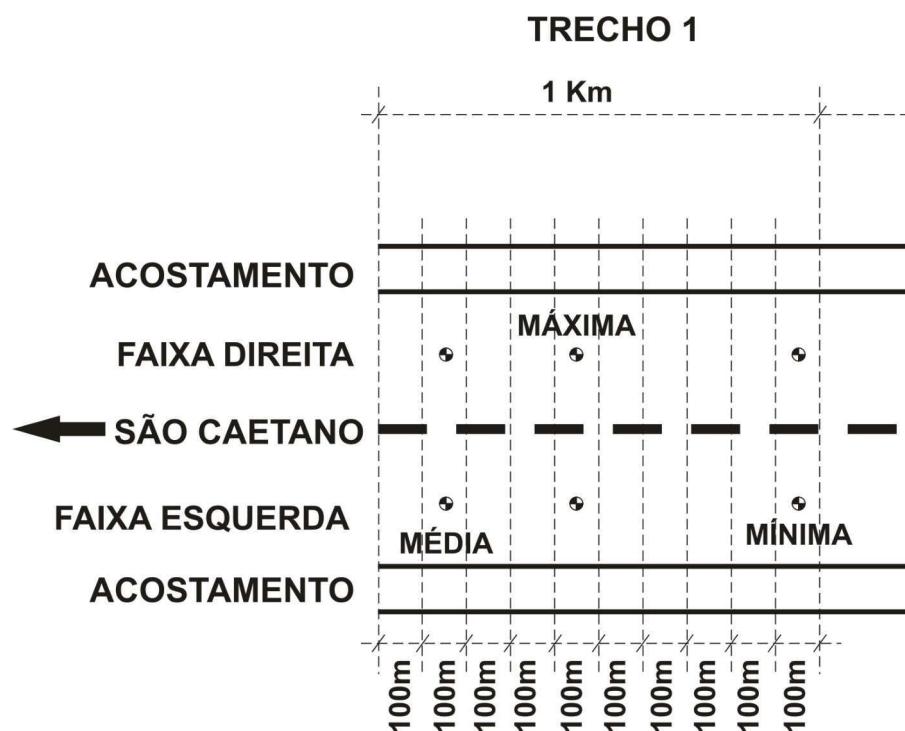 TRECHO 1
1 Km
ACOSTAMENTO
MÁXIMA
FAIXA DIREITA
SÃO CAETANO
FAIXA ESQUERDA
MÉDIA
MÍNIMA
ACOSTAMENTO
100m
100m
100m
100m
100m
100m
100m
100m
100m
100m